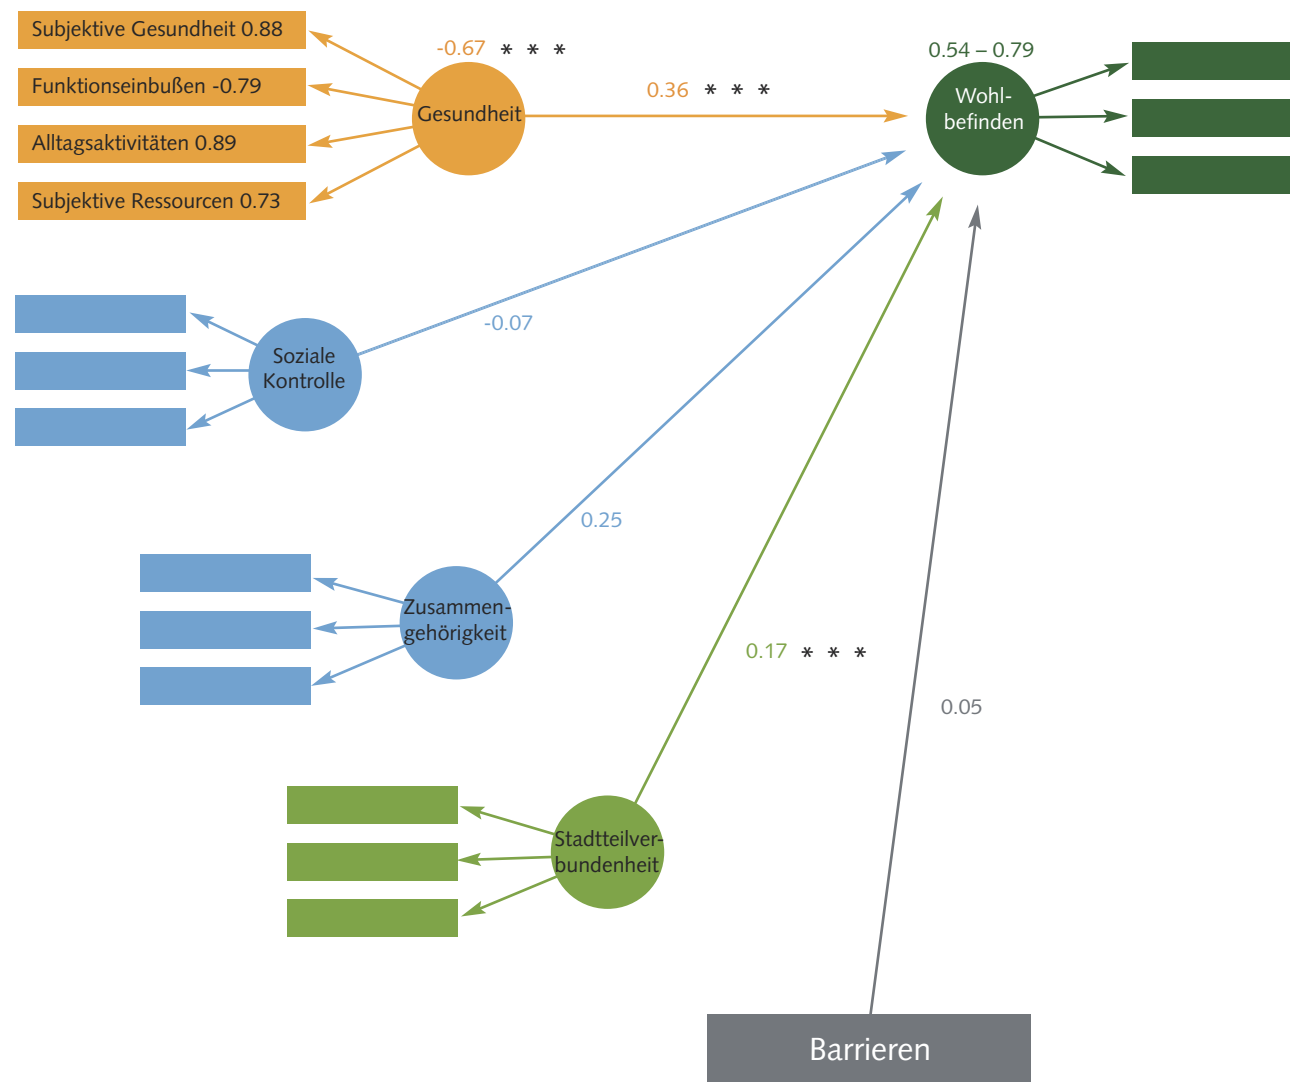 Subjektive Gesundheit 0.88
Funktionseinbußen -0.79
Alltagsaktivitäten 0.89
Subjektive Ressourcen 0.73
-0.67 * * *
Gesundheit
0.36 * * *
0.54 – 0.79
Wohl-
befinden
Soziale
Kontrolle
-0.07
Zusammen-
gehörigkeit
0.25
Stadtteilver-
bundenheit
0.17 * * *
0.05
Barrieren